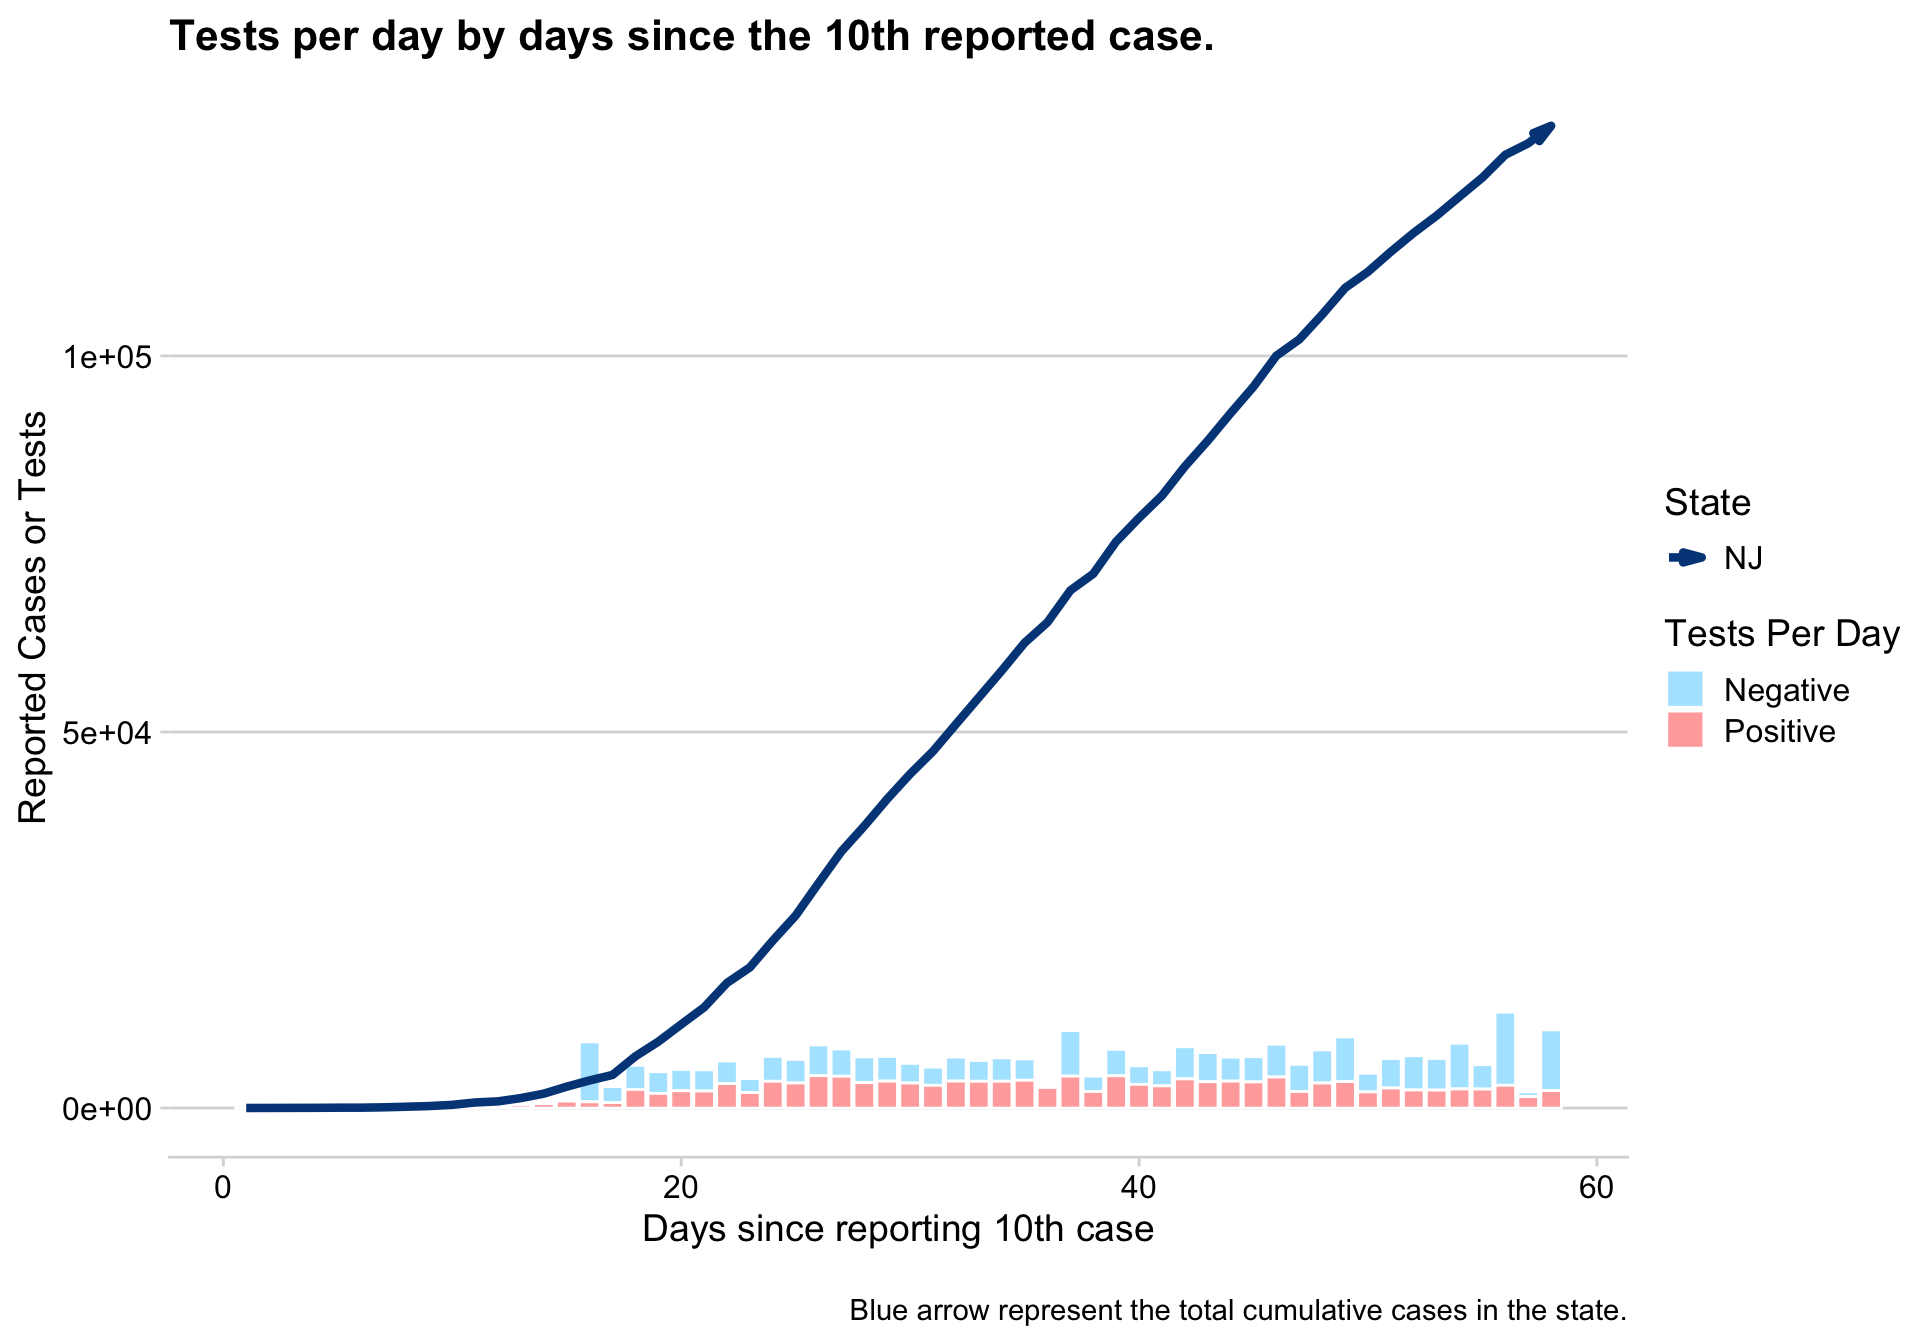 Tests per day by days since the 10th reported case.
1e+05
5e+04
0e+00
Reported Cases or Tests
0
20
40
60
Days since reporting 10th case
State
NJ
Tests Per Day
Negative
Positive
Blue arrow represent the total cumulative cases in the state.